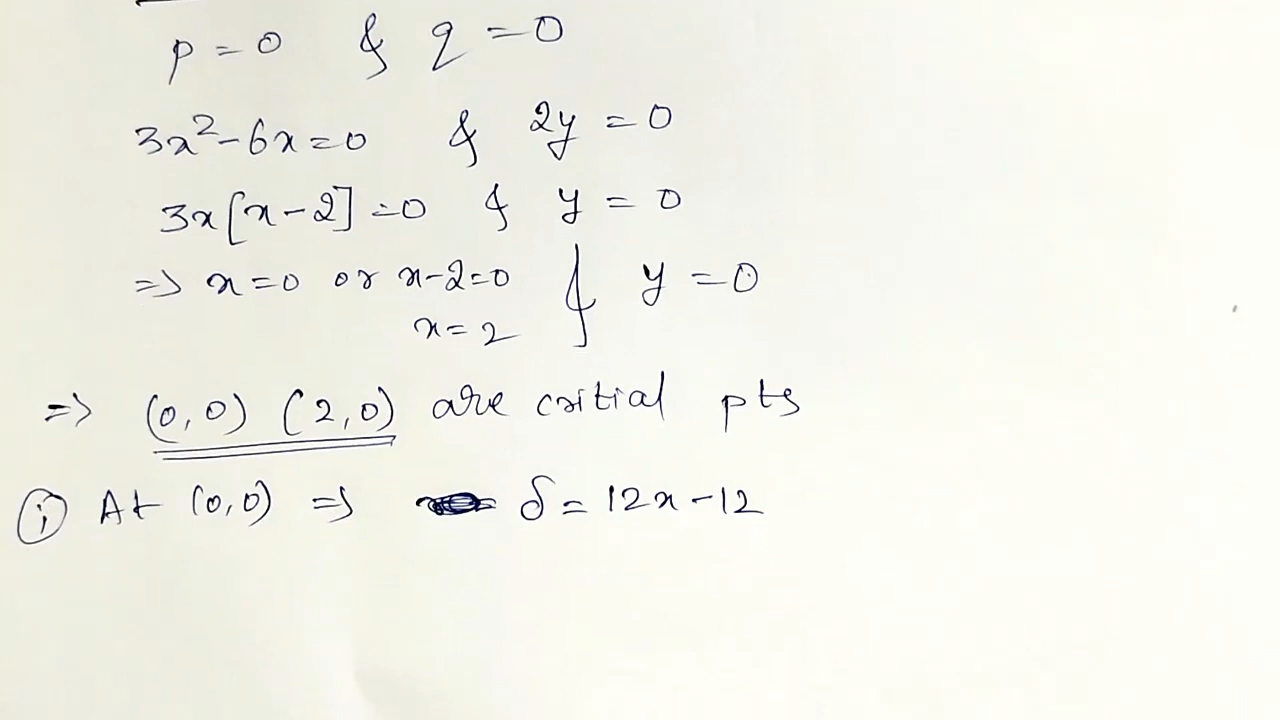 p = 0 & q = 0
3x² - 6x = 0 & 2y = 0
3x[x - 2] = 0 & y = 0
=> x = 0 or x - 2 = 0 & y = 0
x = 2
=> (0,0) (2,0) are critial pts
(i) At (0,0) => δ = 12x - 12